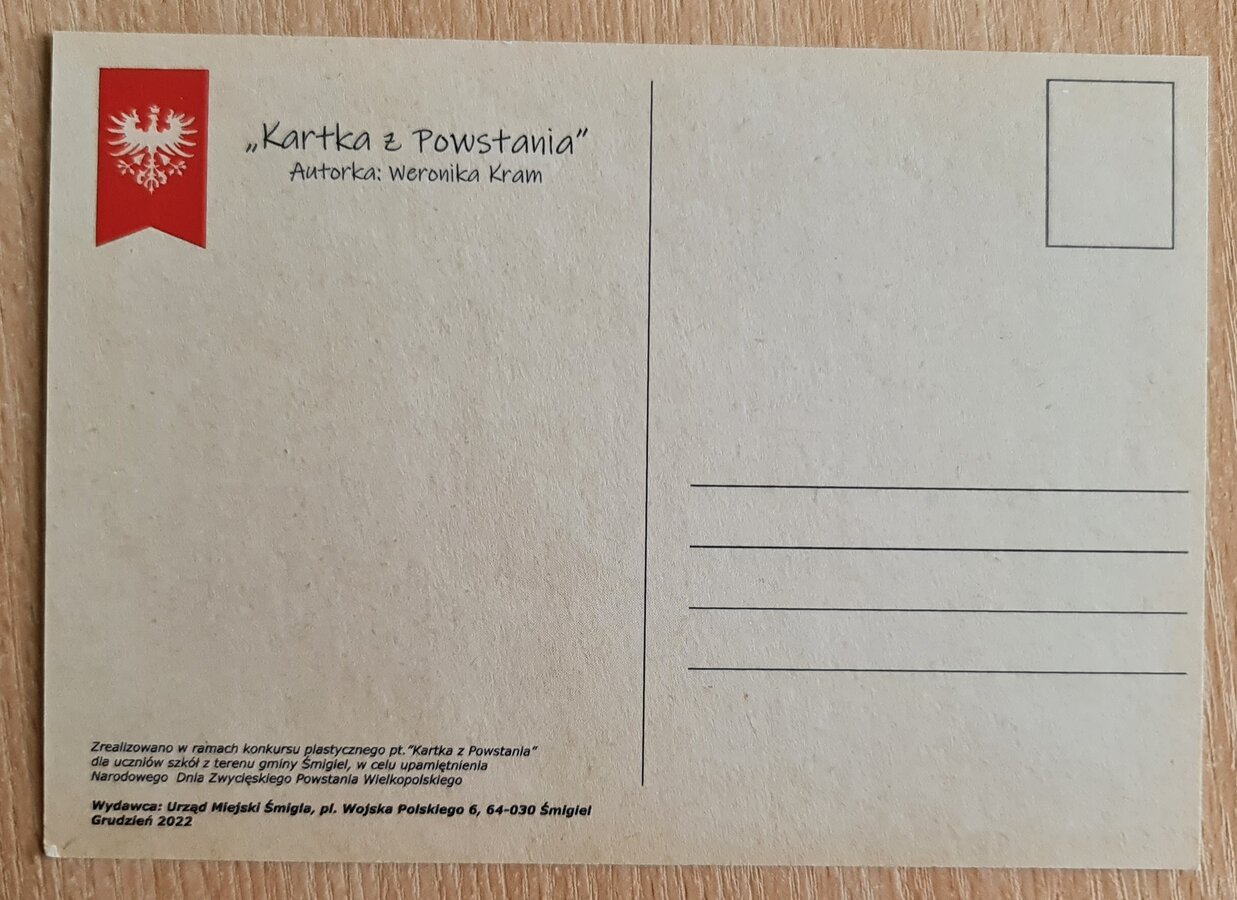 „Kartka z Powstania”
Autorka: Weronika Kram
Zrealizowano w ramach konkursu plastycznego pt.”Kartka z Powstania”
dla uczniów szkół z terenu gminy Śmigiel, w celu upamiętnienia
Narodowego Dnia Zwycięskiego Powstania Wielkopolskiego
Wydawca: Urząd Miejski Śmigla, pl. Wojska Polskiego 6, 64-030 Śmigiel
Grudzień 2022